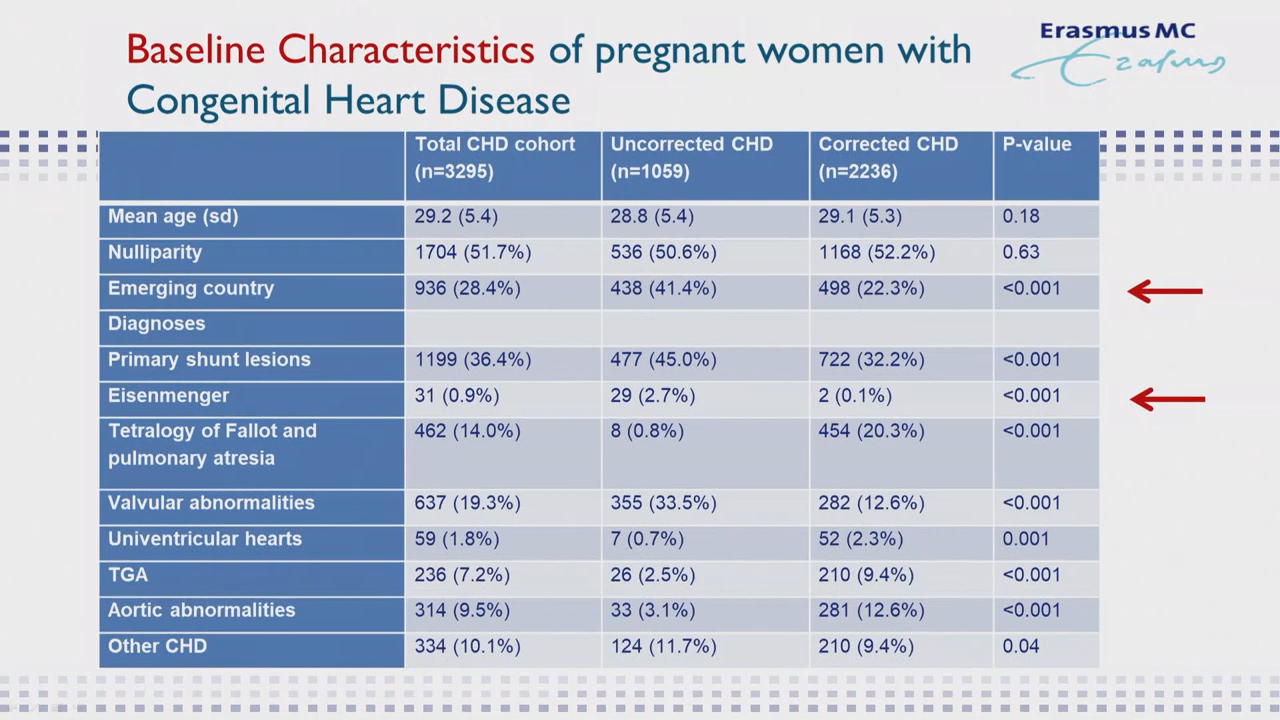 Baseline Characteristics of pregnant women with
Congenital Heart Disease
Erasmus MC
Erasmus
Total CHD cohort (n=3295) Uncorrected CHD (n=1059) Corrected CHD (n=2236) P-value
Mean age (sd) 29.2 (5.4) 28.8 (5.4) 29.1 (5.3) 0.18
Nulliparity 1704 (51.7%) 536 (50.6%) 1168 (52.2%) 0.63
Emerging country 936 (28.4%) 438 (41.4%) 498 (22.3%) <0.001
Diagnoses
Primary shunt lesions 1199 (36.4%) 477 (45.0%) 722 (32.2%) <0.001
Eisenmenger 31 (0.9%) 29 (2.7%) 2 (0.1%) <0.001
Tetralogy of Fallot and pulmonary atresia 462 (14.0%) 8 (0.8%) 454 (20.3%) <0.001
Valvular abnormalities 637 (19.3%) 355 (33.5%) 282 (12.6%) <0.001
Univentricular hearts 59 (1.8%) 7 (0.7%) 52 (2.3%) 0.001
TGA 236 (7.2%) 26 (2.5%) 210 (9.4%) <0.001
Aortic abnormalities 314 (9.5%) 33 (3.1%) 281 (12.6%) <0.001
Other CHD 334 (10.1%) 124 (11.7%) 210 (9.4%) 0.04